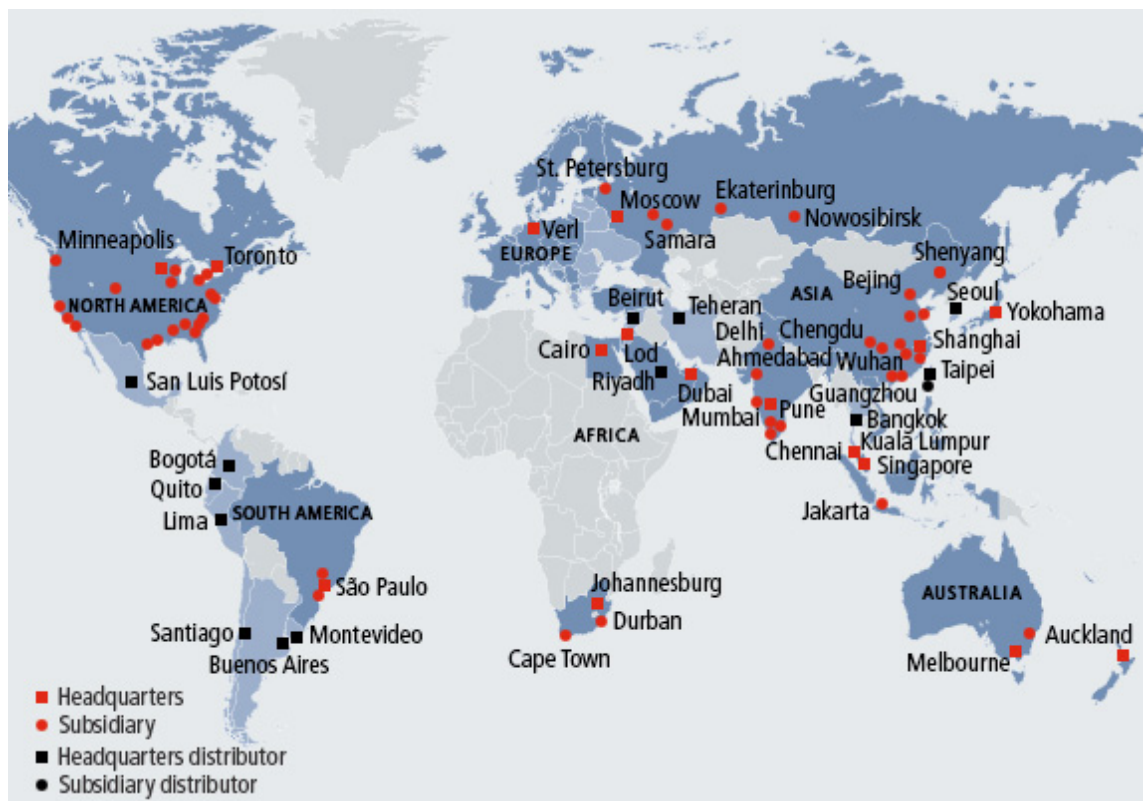 St. Petersburg
Ekaterinburg
Moscow
Nowosibirsk
Verl
Samara
Minneapolis
Toronto
EUROPE
Shenyang
Bejing
ASIA
Seoul
NORTH AMERICA
Beirut
Teheran
Yokohama
Delhi
Chengdu
Shanghai
Cairo
Lod
Ahmedabad
Wuhan
Taipei
San Luis Potosí
Riyadh
Dubai
Guangzhou
Mumbai
Pune
Bangkok
AFRICA
Chennai
Kuala Lumpur
Bogotá
Singapore
Quito
Lima
SOUTH AMERICA
Jakarta
São Paulo
Johannesburg
AUSTRALIA
Durban
Santiago
Montevideo
Auckland
Buenos Aires
Cape Town
Melbourne
Headquarters
Subsidiary
Headquarters distributor
Subsidiary distributor